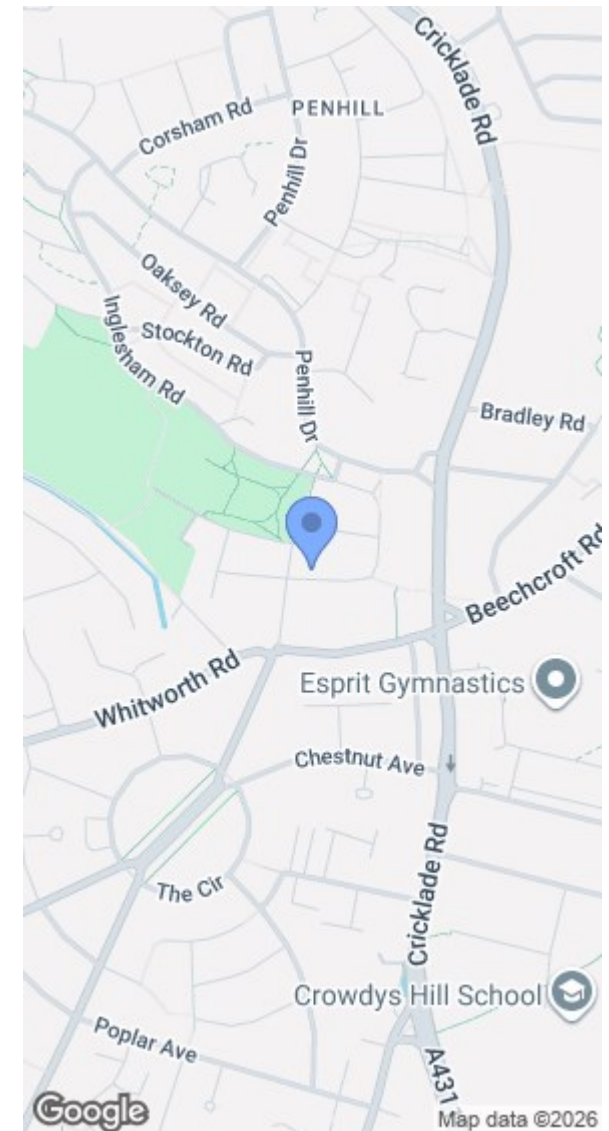 Cricklade Rd
PENHILL
Corsham Rd
Penhill Dr
Oaksey Rd
Inglesham Rd
Stockton Rd
Penhill Dr
Bradley Rd
Beechcroft Rd
Whitworth Rd
Esprit Gymnastics
Chestnut Ave
The Cir
Cricklade Rd
Crowdys Hill School
Poplar Ave
A431
Google
Map data ©2026